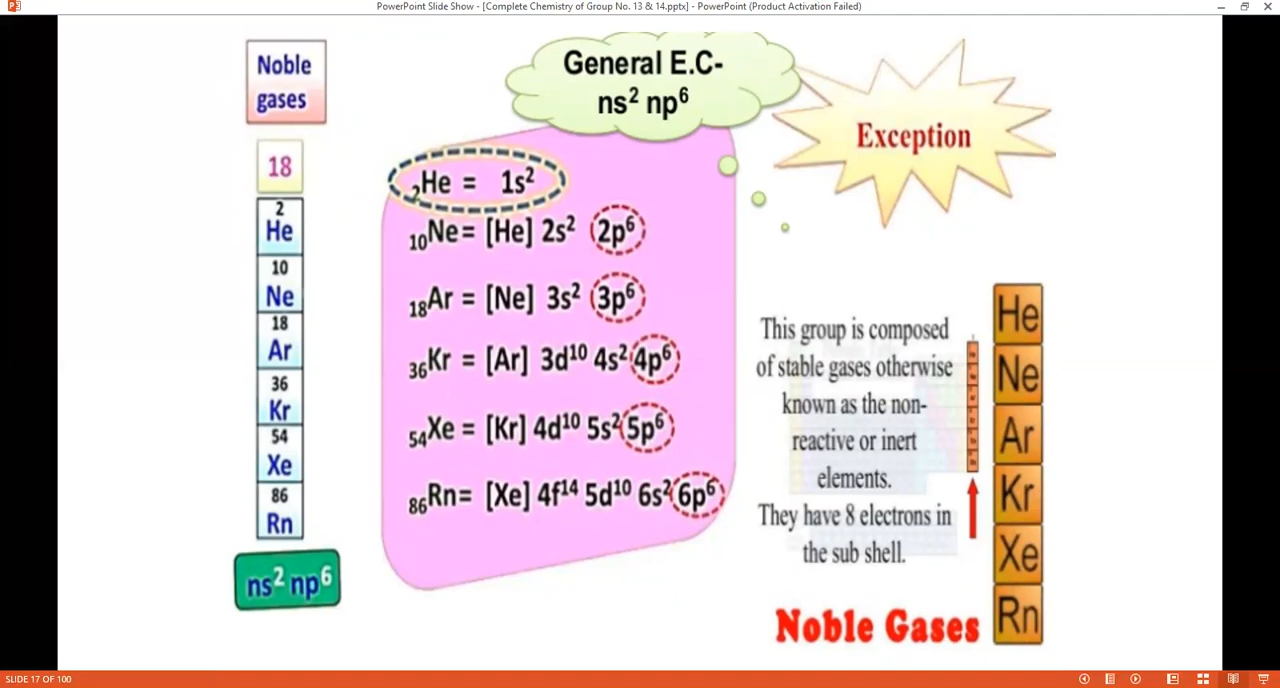 PowerPoint Slide Show - [Complete Chemistry of Group No. 13 & 14.pptx] - PowerPoint (Product Activation Failed)
Noble
gases
18
2
He
10
Ne
18
Ar
36
Kr
54
Xe
86
Rn
ns² np⁶
General E.C-
ns² np⁶
Exception
₂He = 1s²
₁₀Ne= [He] 2s² 2p⁶
₁₈Ar = [Ne] 3s² 3p⁶
₃₆Kr = [Ar] 3d¹⁰ 4s² 4p⁶
₅₄Xe = [Kr] 4d¹⁰ 5s² 5p⁶
₈₆Rn= [Xe] 4f¹⁴ 5d¹⁰ 6s² 6p⁶
This group is composed
of stable gases otherwise
known as the non-
reactive or inert
elements.
They have 8 electrons in
the sub shell.
Noble Gases
He
Ne
Ar
Kr
Xe
Rn
SLIDE 17 OF 100